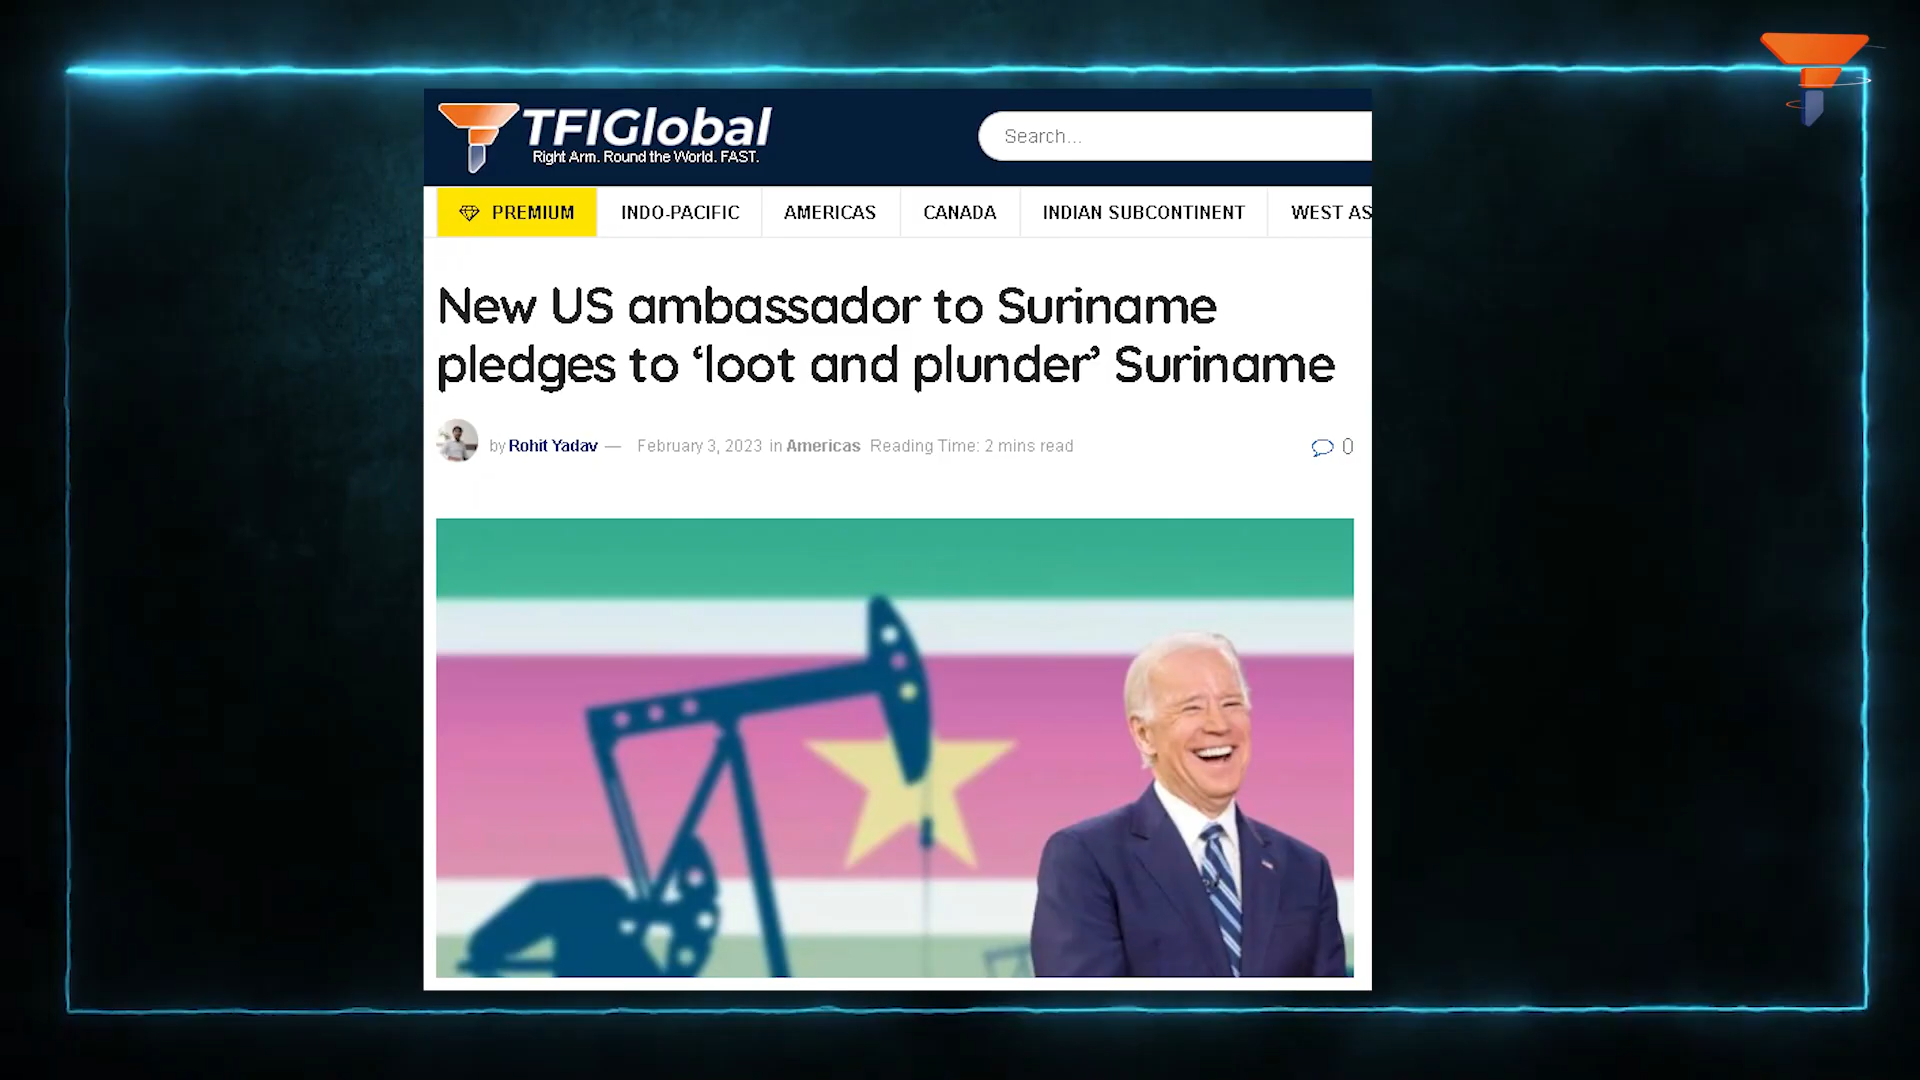 TFIGlobal
Right Arm. Round the World. FAST.
Search...
PREMIUM INDO-PACIFIC AMERICAS CANADA INDIAN SUBCONTINENT WEST AS
New US ambassador to Suriname
pledges to ‘loot and plunder’ Suriname
by Rohit Yadav — February 3, 2023 in Americas Reading Time: 2 mins read 0